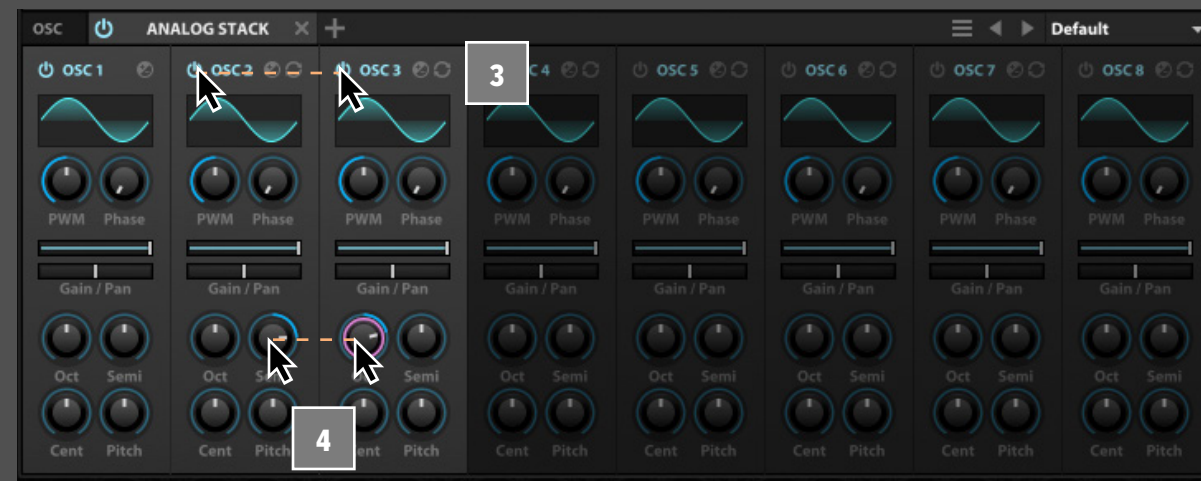 OSC ANALOG STACK Default
OSC 1 OSC 2 OSC 3 3 C 4 OSC 5 OSC 6 OSC 7 OSC 8
PWM Phase PWM Phase PWM Phase PWM Phase PWM Phase PWM Phase PWM Phase PWM Phase
Gain / Pan Gain / Pan Gain / Pan Gain / Pan Gain / Pan Gain / Pan Gain / Pan Gain / Pan
Oct Semi Oct Semi Oct Semi Oct Semi Oct Semi Oct Semi Oct Semi
Cent Pitch Cent Pitch 4 ent Pitch Cent Pitch Cent Pitch Cent Pitch Cent Pitch Cent Pitch